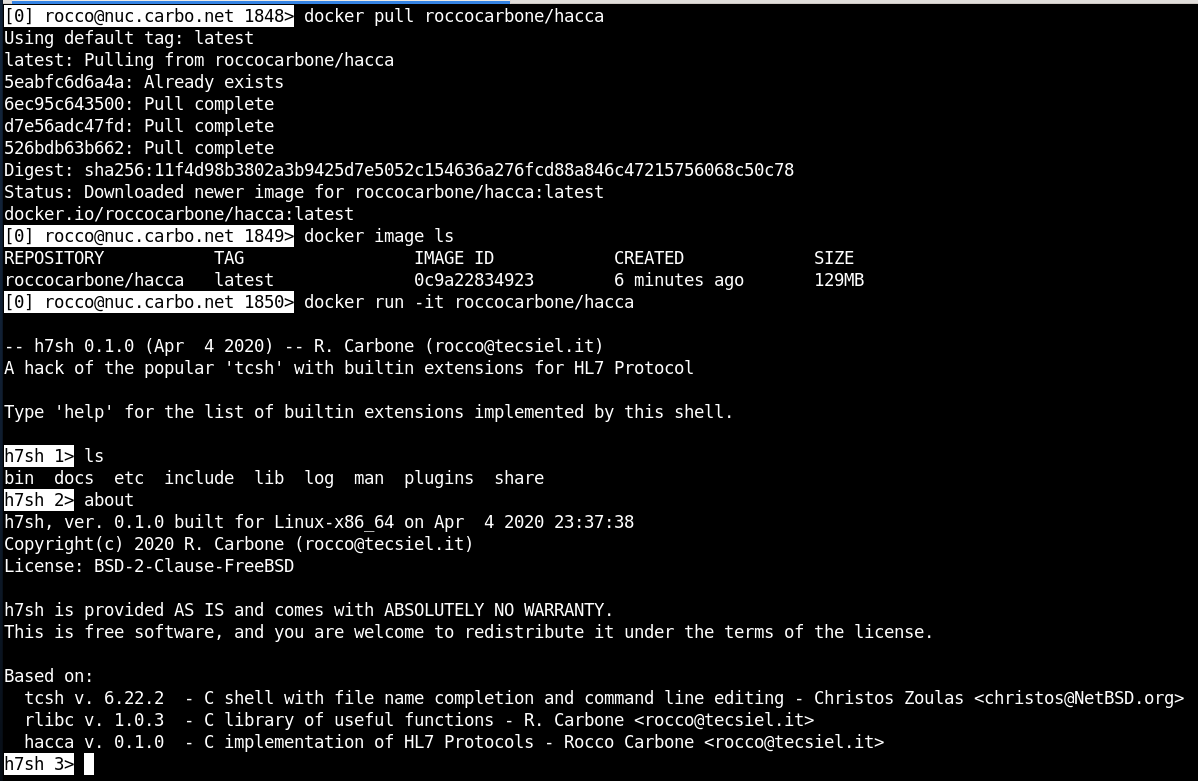 [0] rocco@nuc.carbo.net 1848> docker pull roccocarbone/hacca
Using default tag: latest
latest: Pulling from roccocarbone/hacca
5eabfc6d6a4a: Already exists
6ec95c643500: Pull complete
d7e56adc47fd: Pull complete
526bdb63b662: Pull complete
Digest: sha256:11f4d98b3802a3b9425d7e5052c154636a276fcd88a846c47215756068c50c78
Status: Downloaded newer image for roccocarbone/hacca:latest
docker.io/roccocarbone/hacca:latest
[0] rocco@nuc.carbo.net 1849> docker image ls
REPOSITORY           TAG                 IMAGE ID            CREATED             SIZE
roccocarbone/hacca   latest              0c9a22834923        6 minutes ago       129MB
[0] rocco@nuc.carbo.net 1850> docker run -it roccocarbone/hacca
-- h7sh 0.1.0 (Apr  4 2020) -- R. Carbone (rocco@tecsiel.it)
A hack of the popular 'tcsh' with builtin extensions for HL7 Protocol
Type 'help' for the list of builtin extensions implemented by this shell.
h7sh 1> ls
bin  docs  etc  include  lib  log  man  plugins  share
h7sh 2> about
h7sh, ver. 0.1.0 built for Linux-x86_64 on Apr  4 2020 23:37:38
Copyright(c) 2020 R. Carbone (rocco@tecsiel.it)
License: BSD-2-Clause-FreeBSD
h7sh is provided AS IS and comes with ABSOLUTELY NO WARRANTY.
This is free software, and you are welcome to redistribute it under the terms of the license.
Based on:
  tcsh v. 6.22.2  - C shell with file name completion and command line editing - Christos Zoulas <christos@NetBSD.org>
  rlibc v. 1.0.3  - C library of useful functions - R. Carbone <rocco@tecsiel.it>
  hacca v. 0.1.0  - C implementation of HL7 Protocols - Rocco Carbone <rocco@tecsiel.it>
h7sh 3>